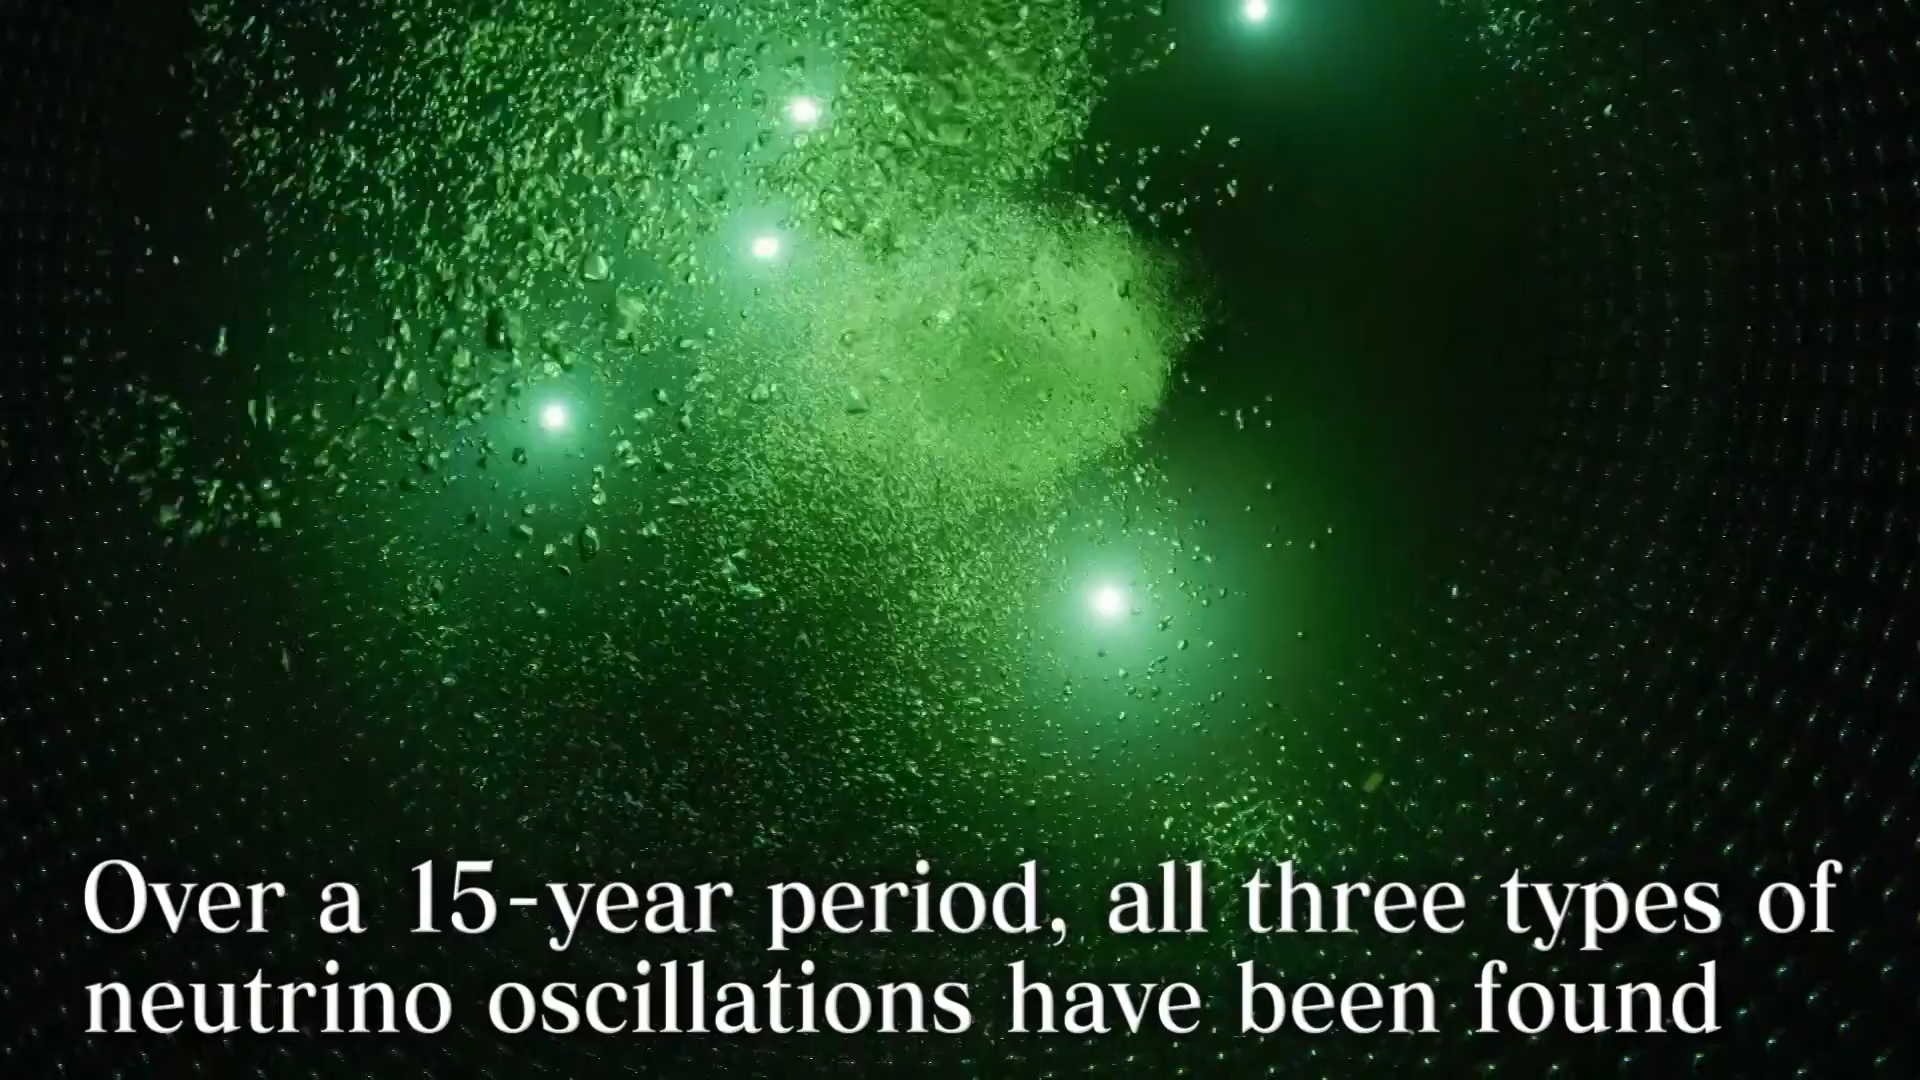 Over a 15-year period, all three types of
neutrino oscillations have been found